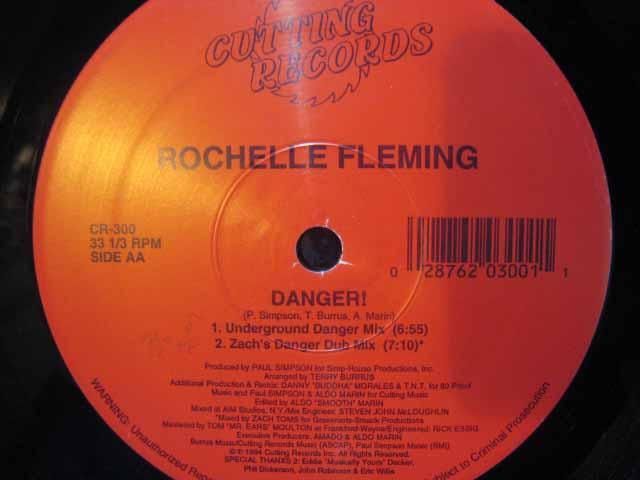 CUTTING
RECORDS
ROCHELLE FLEMING
CR-300
33 1/3 RPM
SIDE AA
0 28762 03001 1
DANGER!
(P. Simpson, T. Burrus, A. Marin)
1. Underground Danger Mix (6:55)
2. Zach's Danger Dub Mix (7:10)*
Produced by PAUL SIMPSON for Simp-House Productions, Inc.
Arranged by TERRY BURRUS
Additional Production & Remix: DANNY "BUDDHA" MORALES & T.N.T. for 80 Proof
Music and Paul SIMPSON & ALDO MARIN for Cutting Music
Edited by ALDO "SMOOTH" MARIN
Mixed at AIM Studios, N.Y./Mix Engineer: STEVEN JOHN McLOUGHLIN
*Mixed by ZACH TOMS for Grassroots-Smack Productions
Mastered by TOM "MR. EARS" MOULTON at Frankford-Wayne/Engineered: RICK ESSIG
Executive Producers: AMADO & ALDO MARIN
Burrus Music/Cutting Records Music (ASCAP), Paul Simpson Music (BMI)
©℗ 1994 Cutting Records Inc. All Rights Reserved.
SPECIAL THANXS 2: Eddie "Musically Yours" Decker,
Phil Dickerson, John Robinson & Eric Willis
WARNING: Unauthorized
Subject to Criminal Prosecution